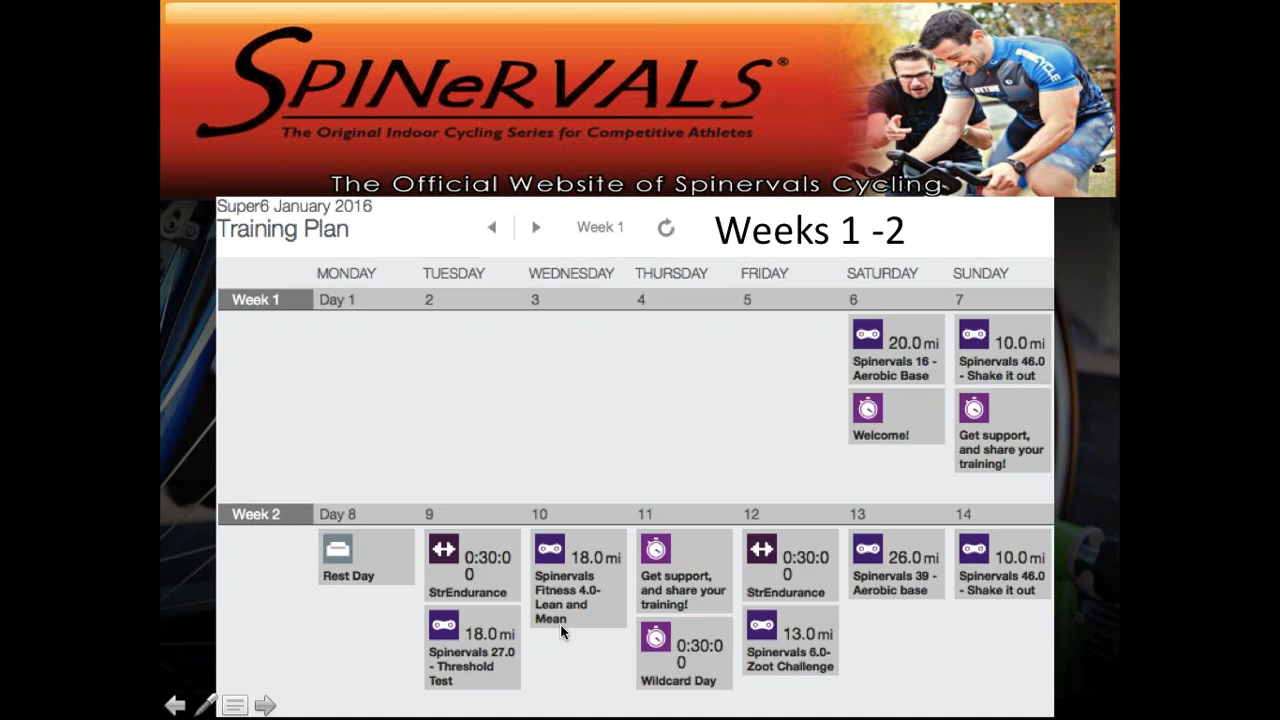 SPINeRVALS®
The Original Indoor Cycling Series for Competitive Athletes
The Official Website of Spinervals Cycling
Super6 January 2016
Training Plan
Week 1
Weeks 1 -2
MONDAY TUESDAY WEDNESDAY THURSDAY FRIDAY SATURDAY SUNDAY
Week 1 Day 1 2 3 4 5 6 7
20.0 mi
Spinervals 16 -
Aerobic Base
Welcome!
10.0 mi
Spinervals 46.0
- Shake it out
Get support,
and share your
training!
Week 2 Day 8 9 10 11 12 13 14
Rest Day
0:30:0
0
StrEndurance
18.0 mi
Spinervals 27.0
- Threshold
Test
18.0 mi
Spinervals
Fitness 4.0-
Lean and
Mean
Get support,
and share your
training!
0:30:0
0
Wildcard Day
0:30:0
0
StrEndurance
13.0 mi
Spinervals 6.0-
Zoot Challenge
26.0 mi
Spinervals 39 -
Aerobic base
10.0 mi
Spinervals 46.0
- Shake it out